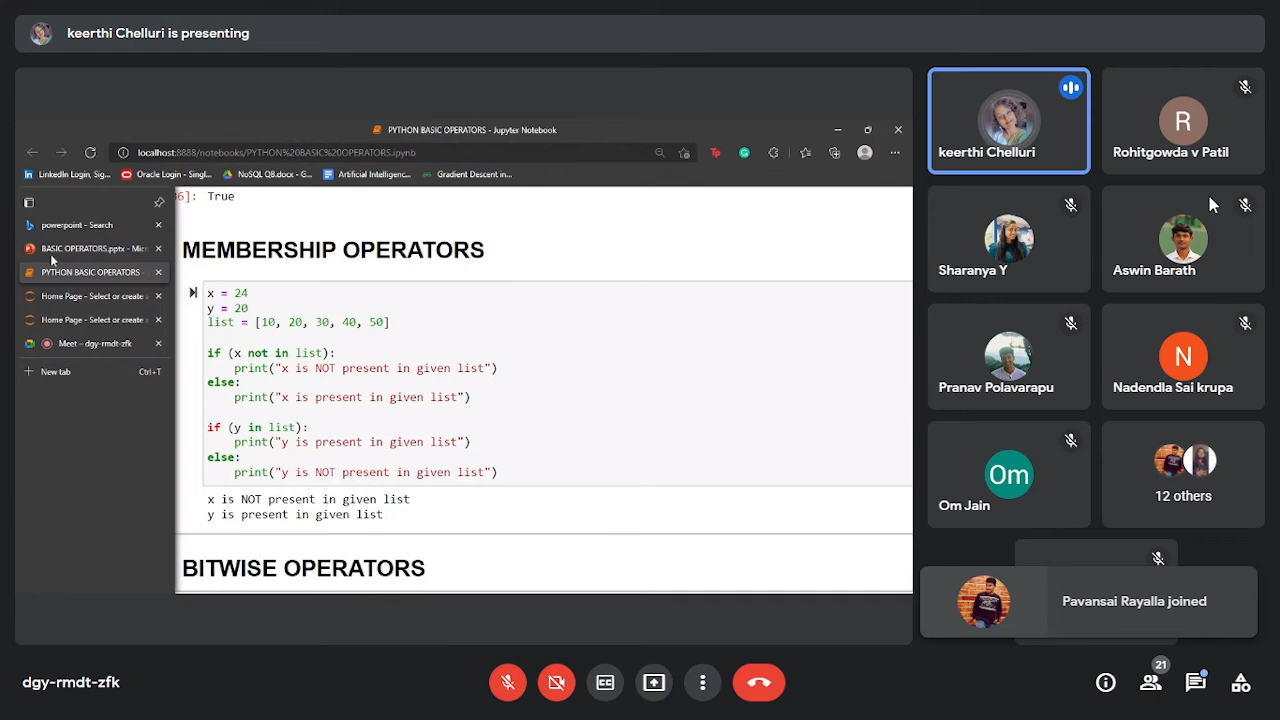 keerthi Chelluri is presenting
PYTHON BASIC OPERATORS - Jupyter Notebook
localhost:8888/notebooks/PYTHON%20BASIC%20OPERATORS.ipynb
LinkedIn Login, Sig...
Oracle Login - Singl...
NoSQL QB.docx - G...
Artificial Intelligenc...
Gradient Descent in...
powerpoint - Search
BASIC OPERATORS.pptx - Micr
PYTHON BASIC OPERATORS -
Home Page - Select or create a
Home Page - Select or create a
Meet – dgy-rmdt-zfk
New tab
Ctrl+T
6]: True
MEMBERSHIP OPERATORS
x = 24
y = 20
list = [10, 20, 30, 40, 50]
if (x not in list):
print("x is NOT present in given list")
else:
print("x is present in given list")
if (y in list):
print("y is present in given list")
else:
print("y is NOT present in given list")
x is NOT present in given list
y is present in given list
BITWISE OPERATORS
keerthi Chelluri
R
Rohitgowda v Patil
Sharanya Y
Aswin Barath
Pranav Polavarapu
N
Nadendla Sai krupa
Om
Om Jain
12 others
Pavansai Rayalla joined
dgy-rmdt-zfk
CC
21